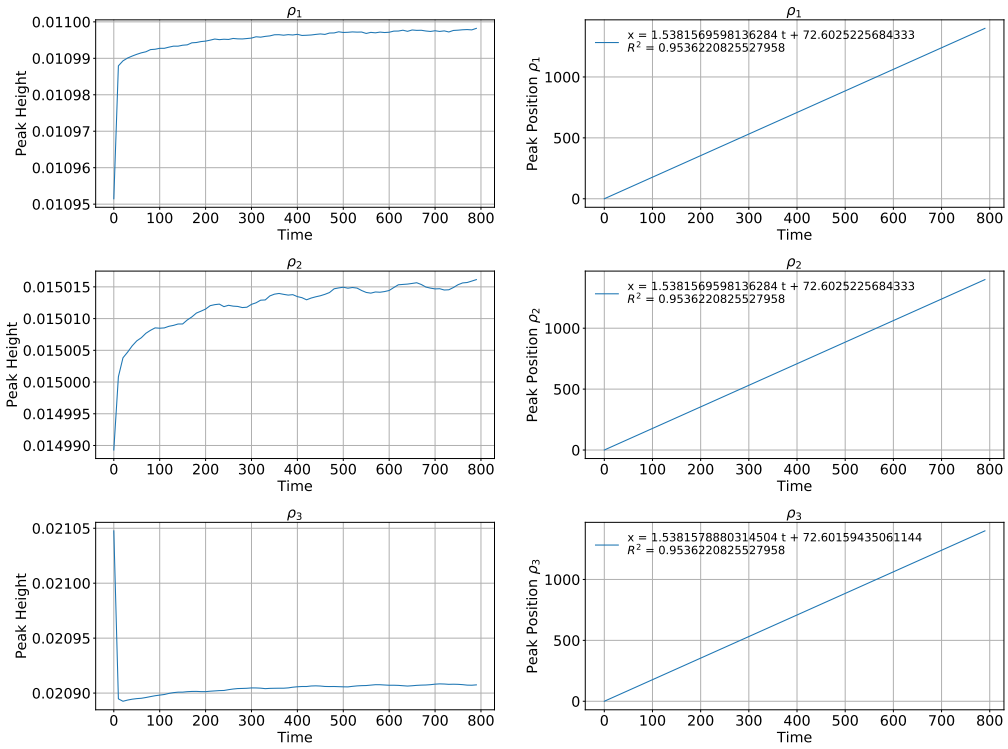 ρ1
0.01100
0.01099
0.01098
0.01097
0.01096
0.01095
Peak Height
0 100 200 300 400 500 600 700 800
Time
ρ1
x = 1.5381569598136284 t + 72.6025225684333
R² = 0.9536220825527958
1000
500
0
Peak Position ρ1
0 100 200 300 400 500 600 700 800
Time
ρ2
0.015015
0.015010
0.015005
0.015000
0.014995
0.014990
Peak Height
0 100 200 300 400 500 600 700 800
Time
ρ2
x = 1.5381569598136284 t + 72.6025225684333
R² = 0.9536220825527958
1000
500
0
Peak Position ρ2
0 100 200 300 400 500 600 700 800
Time
ρ3
0.02105
0.02100
0.02095
0.02090
Peak Height
0 100 200 300 400 500 600 700 800
Time
ρ3
x = 1.5381578880314504 t + 72.60159435061144
R² = 0.9536220825527958
1000
500
0
Peak Position ρ3
0 100 200 300 400 500 600 700 800
Time